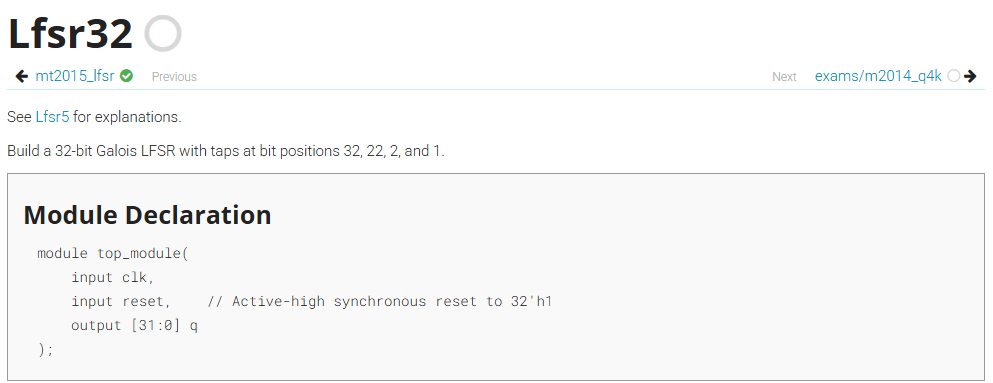 Lfsr32
mt2015_lfsr Previous Next exams/m2014_q4k
See Lfsr5 for explanations.
Build a 32-bit Galois LFSR with taps at bit positions 32, 22, 2, and 1.
Module Declaration
module top_module(
    input clk,
    input reset,    // Active-high synchronous reset to 32'h1
    output [31:0] q
);